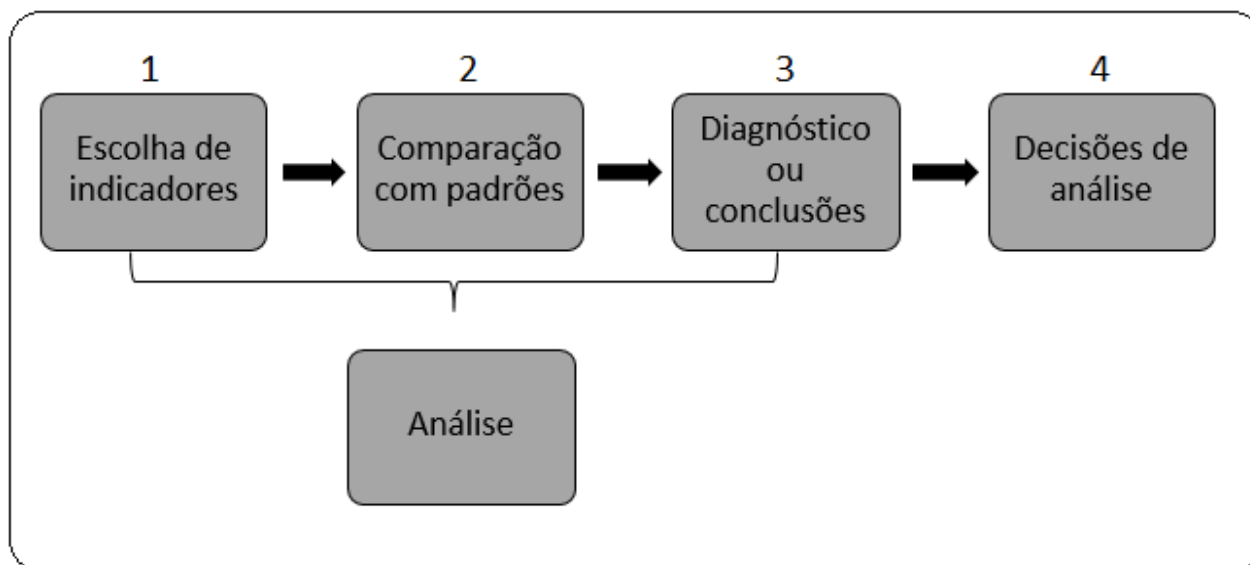 1
2
3
4
Escolha de
indicadores
Comparação
com padrões
Diagnóstico
ou
conclusões
Decisões de
análise
Análise